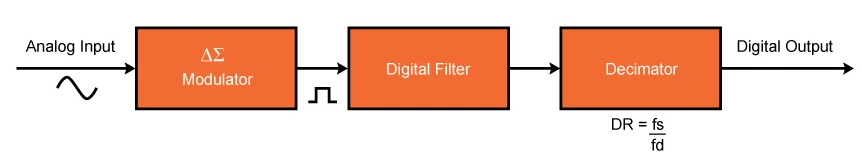 Analog Input
ΔΣ
Modulator
Digital Filter
Decimator
Digital Output
DR = fs
fd